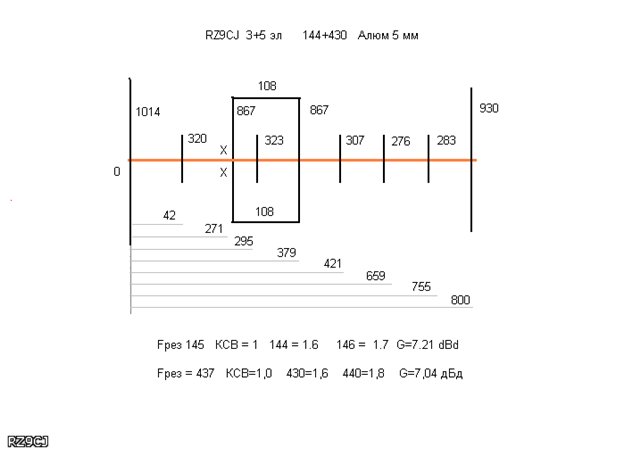 RZ9CJ 3+5 эл 144+430 Алюм 5 мм
108
1014 867 867 930
320 X 323 307 276 283
0 X
108
42
271
295
379
421
659
755
800
Fрез 145 КСВ = 1 144 = 1.6 146 = 1.7 G=7.21 dBd
Fрез = 437 КСВ=1,0 430=1,6 440=1,8 G=7,04 дБд
RZ9CJ